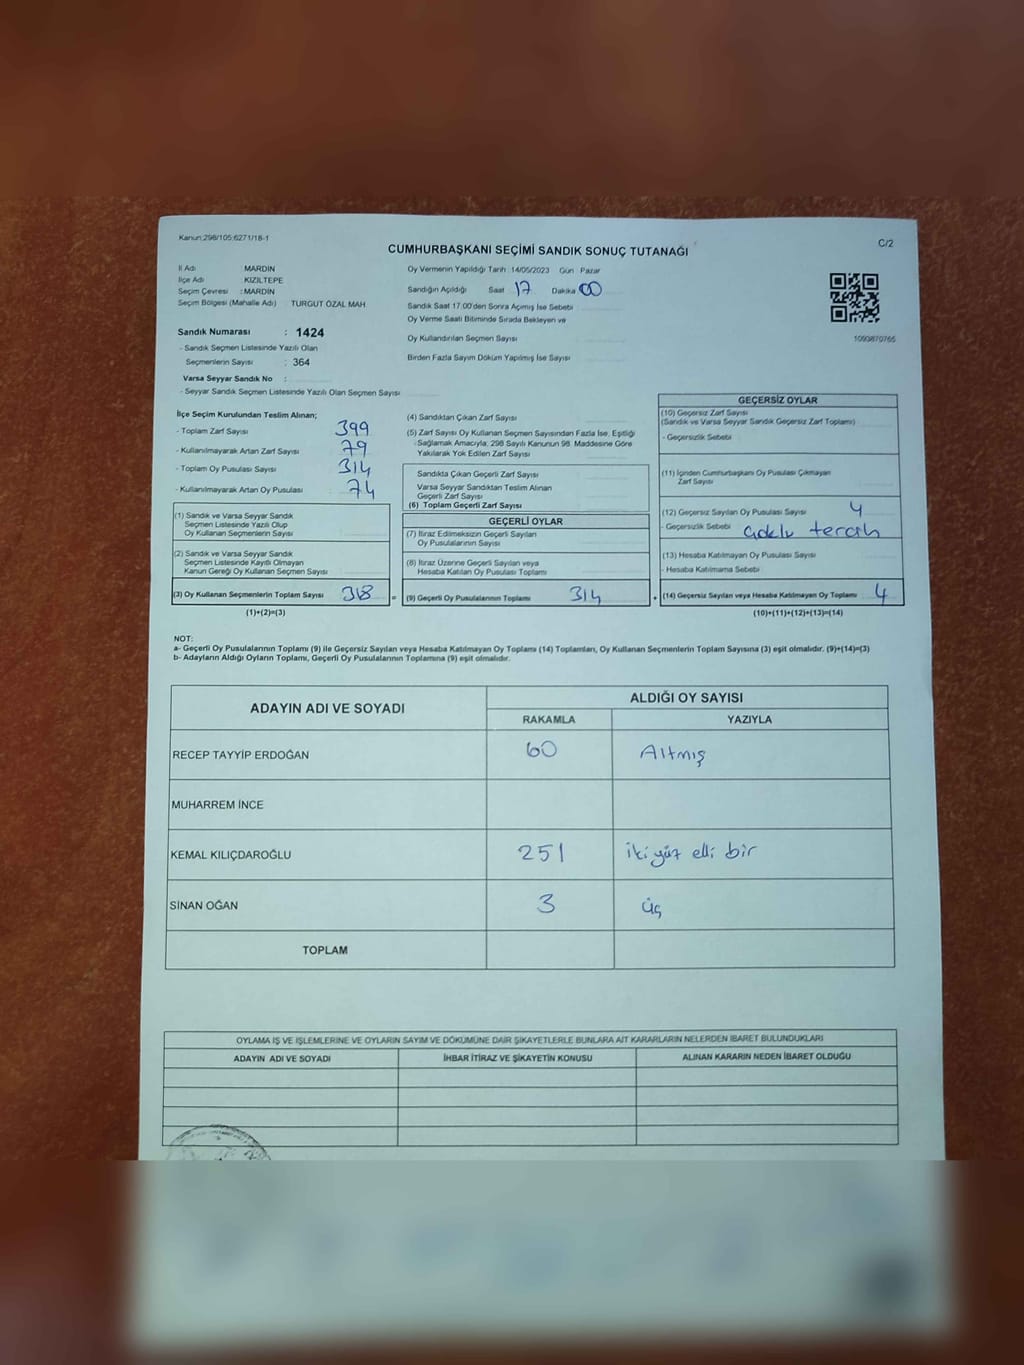 Kanun:298/105:6271/18-1
C/2
CUMHURBAŞKANI SEÇİMİ SANDIK SONUÇ TUTANAĞI
İl Adı MARDİN
İlçe Adı KIZILTEPE
Seçim Çevresi : MARDİN
Seçim Bölgesi (Mahalle Adı) : TURGUT ÖZAL MAH
Sandık Numarası : 1424
- Sandık Seçmen Listesinde Yazılı Olan
Seçmenlerin Sayısı : 364
Varsa Seyyar Sandık No :
- Seyyar Sandık Seçmen Listesinde Yazılı Olan Seçmen Sayısı
Oy Vermenin Yapıldığı Tarih 14/05/2023 Gün Pazar
Sandığın Açıldığı Saat 17 Dakika 00
Sandık Saat 17.00'den Sonra Açılmış İse Sebebi
Oy Verme Saati Bitiminde Sırada Bekleyen ve
Oy Kullandırılan Seçmen Sayısı
Birden Fazla Sayım Döküm Yapılmış İse Sayısı
1093870765
İlçe Seçim Kurulundan Teslim Alınan;
- Toplam Zarf Sayısı 399
- Kullanılmayarak Artan Zarf Sayısı 79
- Toplam Oy Pusulası Sayısı 314
- Kullanılmayarak Artan Oy Pusulası 74
(1) Sandık ve Varsa Seyyar Sandık
Seçmen Listesinde Yazılı Olup
Oy Kullanan Seçmenlerin Sayısı
(2) Sandık ve Varsa Seyyar Sandık
Seçmen Listesinde Kayıtlı Olmayan
Kanun Gereği Oy Kullanan Seçmen Sayısı
(3) Oy Kullanan Seçmenlerin Toplam Sayısı 318 =
(1)+(2)=(3)
(4) Sandıktan Çıkan Zarf Sayısı
(5) Zarf Sayısı Oy Kullanan Seçmen Sayısından Fazla İse, Eşitliği
Sağlamak Amacıyla; 298 Sayılı Kanunun 98. Maddesine Göre
Yakılarak Yok Edilen Zarf Sayısı
Sandıkta Çıkan Geçerli Zarf Sayısı
Varsa Seyyar Sandıktan Teslim Alınan
Geçerli Zarf Sayısı
(6) Toplam Geçerli Zarf Sayısı
GEÇERLİ OYLAR
(7) İtiraz Edilmeksizin Geçerli Sayılan
Oy Pusulalarının Sayısı
(8) İtiraz Üzerine Geçerli Sayılan veya
Hesaba Katılan Oy Pusulası Toplamı
(9) Geçerli Oy Pusulalarının Toplamı 314 +
GEÇERSİZ OYLAR
(10) Geçersiz Zarf Sayısı
(Sandık ve Varsa Seyyar Sandık Geçersiz Zarf Toplamı)
- Geçersizlik Sebebi
(11) İçinden Cumhurbaşkanı Oy Pusulası Çıkmayan
Zarf Sayısı
(12) Geçersiz Sayılan Oy Pusulası Sayısı 4
- Geçersizlik Sebebi çoklu tercih
(13) Hesaba Katılmayan Oy Pusulası Sayısı
- Hesaba Katılmama Sebebi
(14) Geçersiz Sayılan veya Hesaba Katılmayan Oy Toplamı 4
(10)+(11)+(12)+(13)=(14)
NOT:
a- Geçerli Oy Pusulalarının Toplamı (9) ile Geçersiz Sayılan veya Hesaba Katılmayan Oy Toplamı (14) Toplamları, Oy Kullanan Seçmenlerin Toplam Sayısına (3) eşit olmalıdır. (9)+(14)=(3)
b- Adayların Aldığı Oyların Toplamı, Geçerli Oy Pusulalarının Toplamına (9) eşit olmalıdır.
ADAYIN ADI VE SOYADI ALDIĞI OY SAYISI
RAKAMLA YAZIYLA
RECEP TAYYİP ERDOĞAN 60 Altmış
MUHARREM İNCE
KEMAL KILIÇDAROĞLU 251 iki yüz elli bir
SİNAN OĞAN 3 üç
TOPLAM
OYLAMA İŞ VE İŞLEMLERİNE VE OYLARIN SAYIM VE DÖKÜMÜNE DAİR ŞİKAYETLERLE BUNLARA AİT KARARLARIN NELERDEN İBARET BULUNDUKLARI
ADAYIN ADI VE SOYADI İHBAR İTİRAZ VE ŞİKAYETİN KONUSU ALINAN KARARIN NEDEN İBARET OLDUĞU